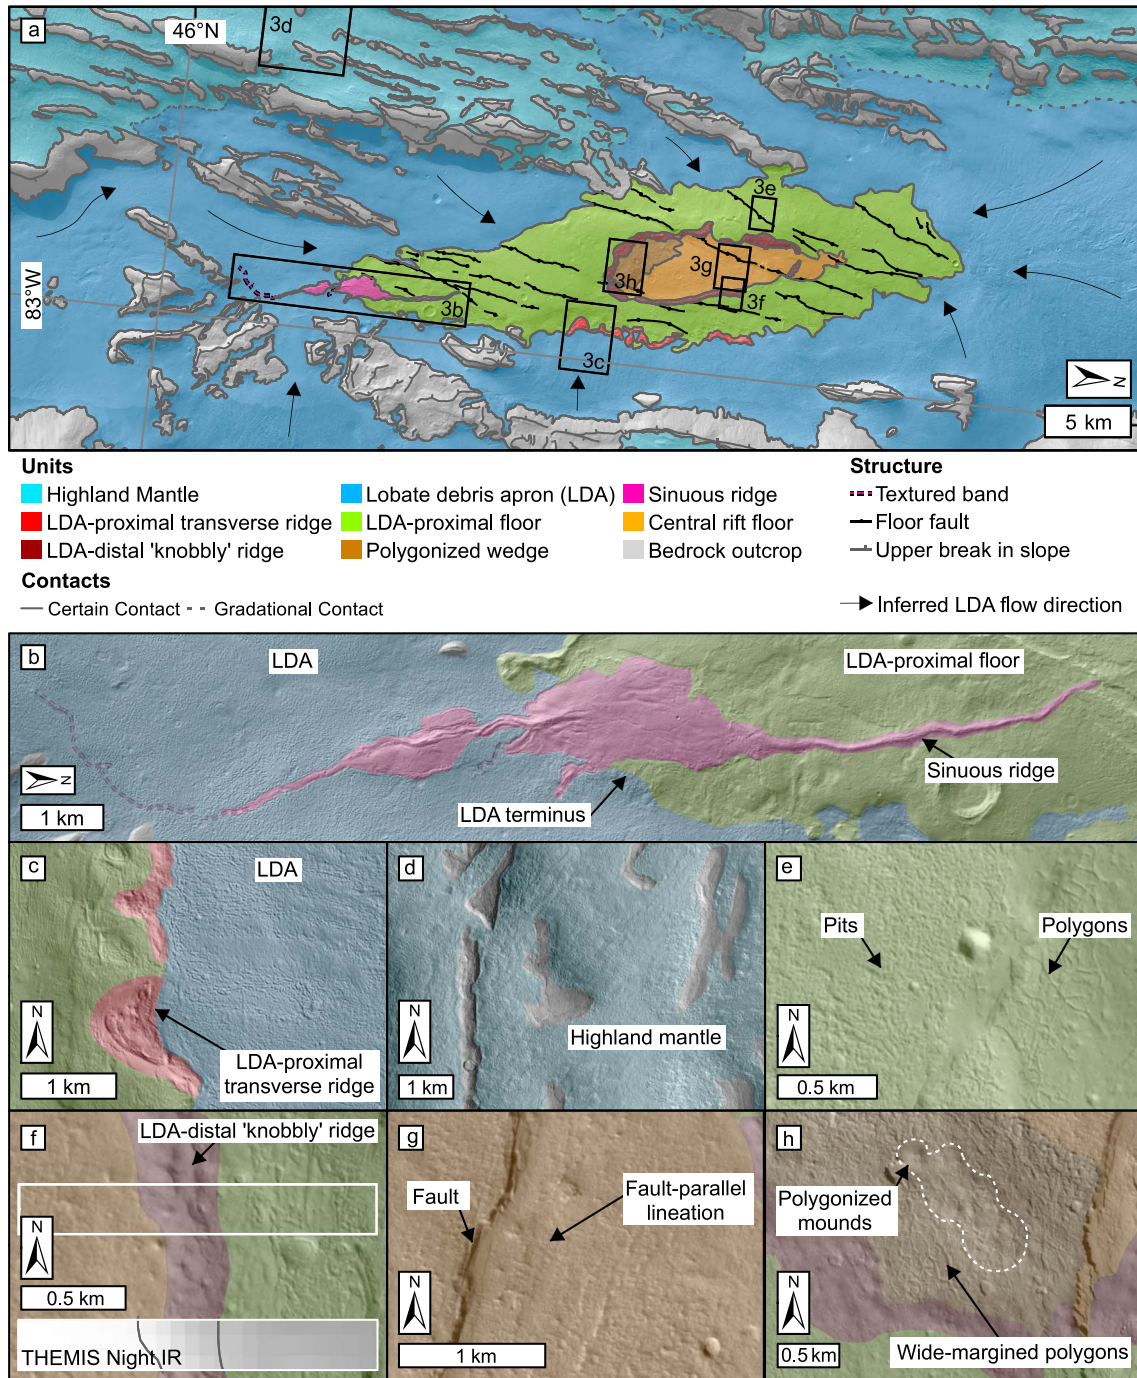 a
46°N
3d
3e
3g
3h
3f
3b
3c
83°W
N
5 km
Units
Highland Mantle
Lobate debris apron (LDA)
Sinuous ridge
LDA-proximal transverse ridge
LDA-proximal floor
Central rift floor
LDA-distal 'knobbly' ridge
Polygonized wedge
Bedrock outcrop
Structure
Textured band
Floor fault
Upper break in slope
Contacts
Certain Contact
Gradational Contact
Inferred LDA flow direction
b
LDA
LDA-proximal floor
Sinuous ridge
LDA terminus
N
1 km
c
LDA
N
LDA-proximal
transverse ridge
1 km
d
N
Highland mantle
1 km
e
Pits
Polygons
N
0.5 km
f
LDA-distal 'knobbly' ridge
N
0.5 km
THEMIS Night IR
g
Fault
Fault-parallel
lineation
N
1 km
h
Polygonized
mounds
N
Wide-margined polygons
0.5 km